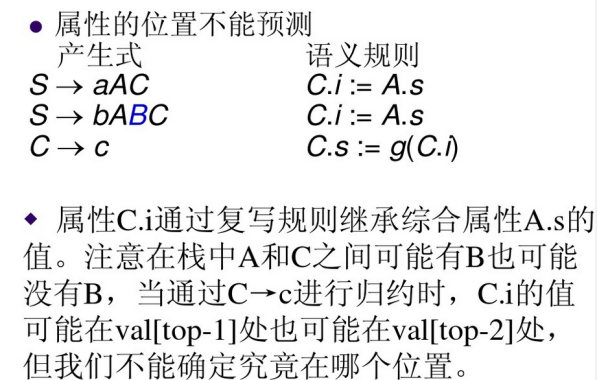 ● 属性的位置不能预测
产生式 语义规则
S → aAC C.i := A.s
S → bABC C.i := A.s
C → c C.s := g(C.i)
◆ 属性C.i通过复写规则继承综合属性A.s的
值。注意在栈中A和C之间可能有B也可能
没有B，当通过C→c进行归约时，C.i的值
可能在val[top-1]处也可能在val[top-2]处，
但我们不能确定究竟在哪个位置。